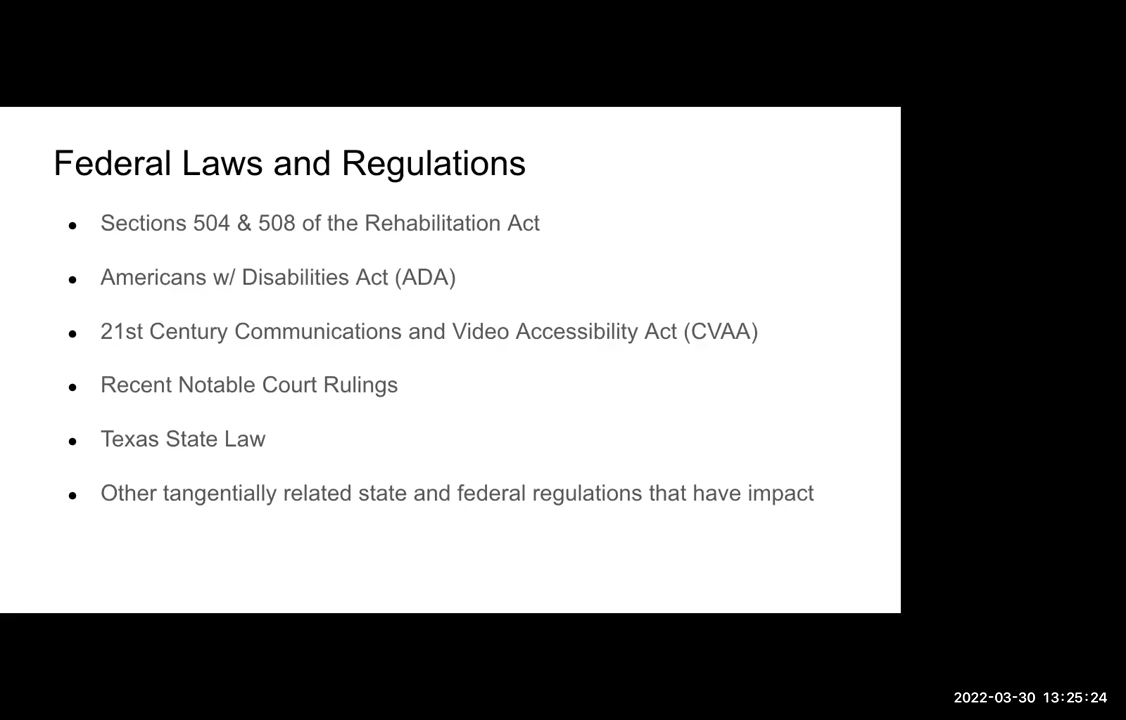 Federal Laws and Regulations
● Sections 504 & 508 of the Rehabilitation Act
● Americans w/ Disabilities Act (ADA)
● 21st Century Communications and Video Accessibility Act (CVAA)
● Recent Notable Court Rulings
● Texas State Law
● Other tangentially related state and federal regulations that have impact
2022-03-30 13:25:24